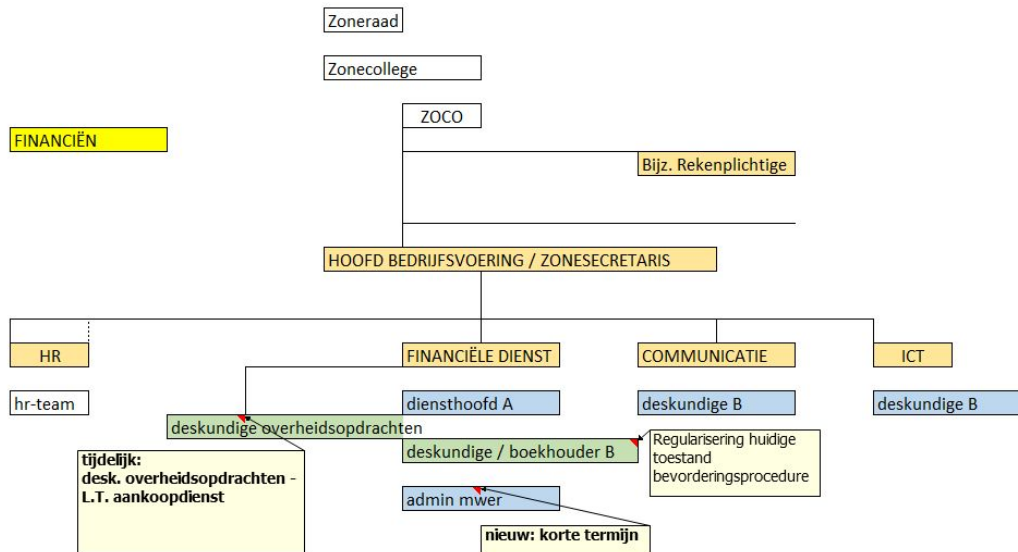 Zoneraad
Zonecollege
ZOCO
FINANCIËN
Bijz. Rekenplichtige
HOOFD BEDRIJFSVOERING / ZONESECRETARIS
HR
FINANCIËLE DIENST
COMMUNICATIE
ICT
hr-team
diensthoofd A
deskundige B
deskundige B
deskundige overheidsopdrachten
deskundige / boekhouder B
Regularisering huidige
toestand
bevorderingsprocedure
tijdelijk:
desk. overheidsopdrachten -
L.T. aankoopdienst
admin mwer
nieuw: korte termijn